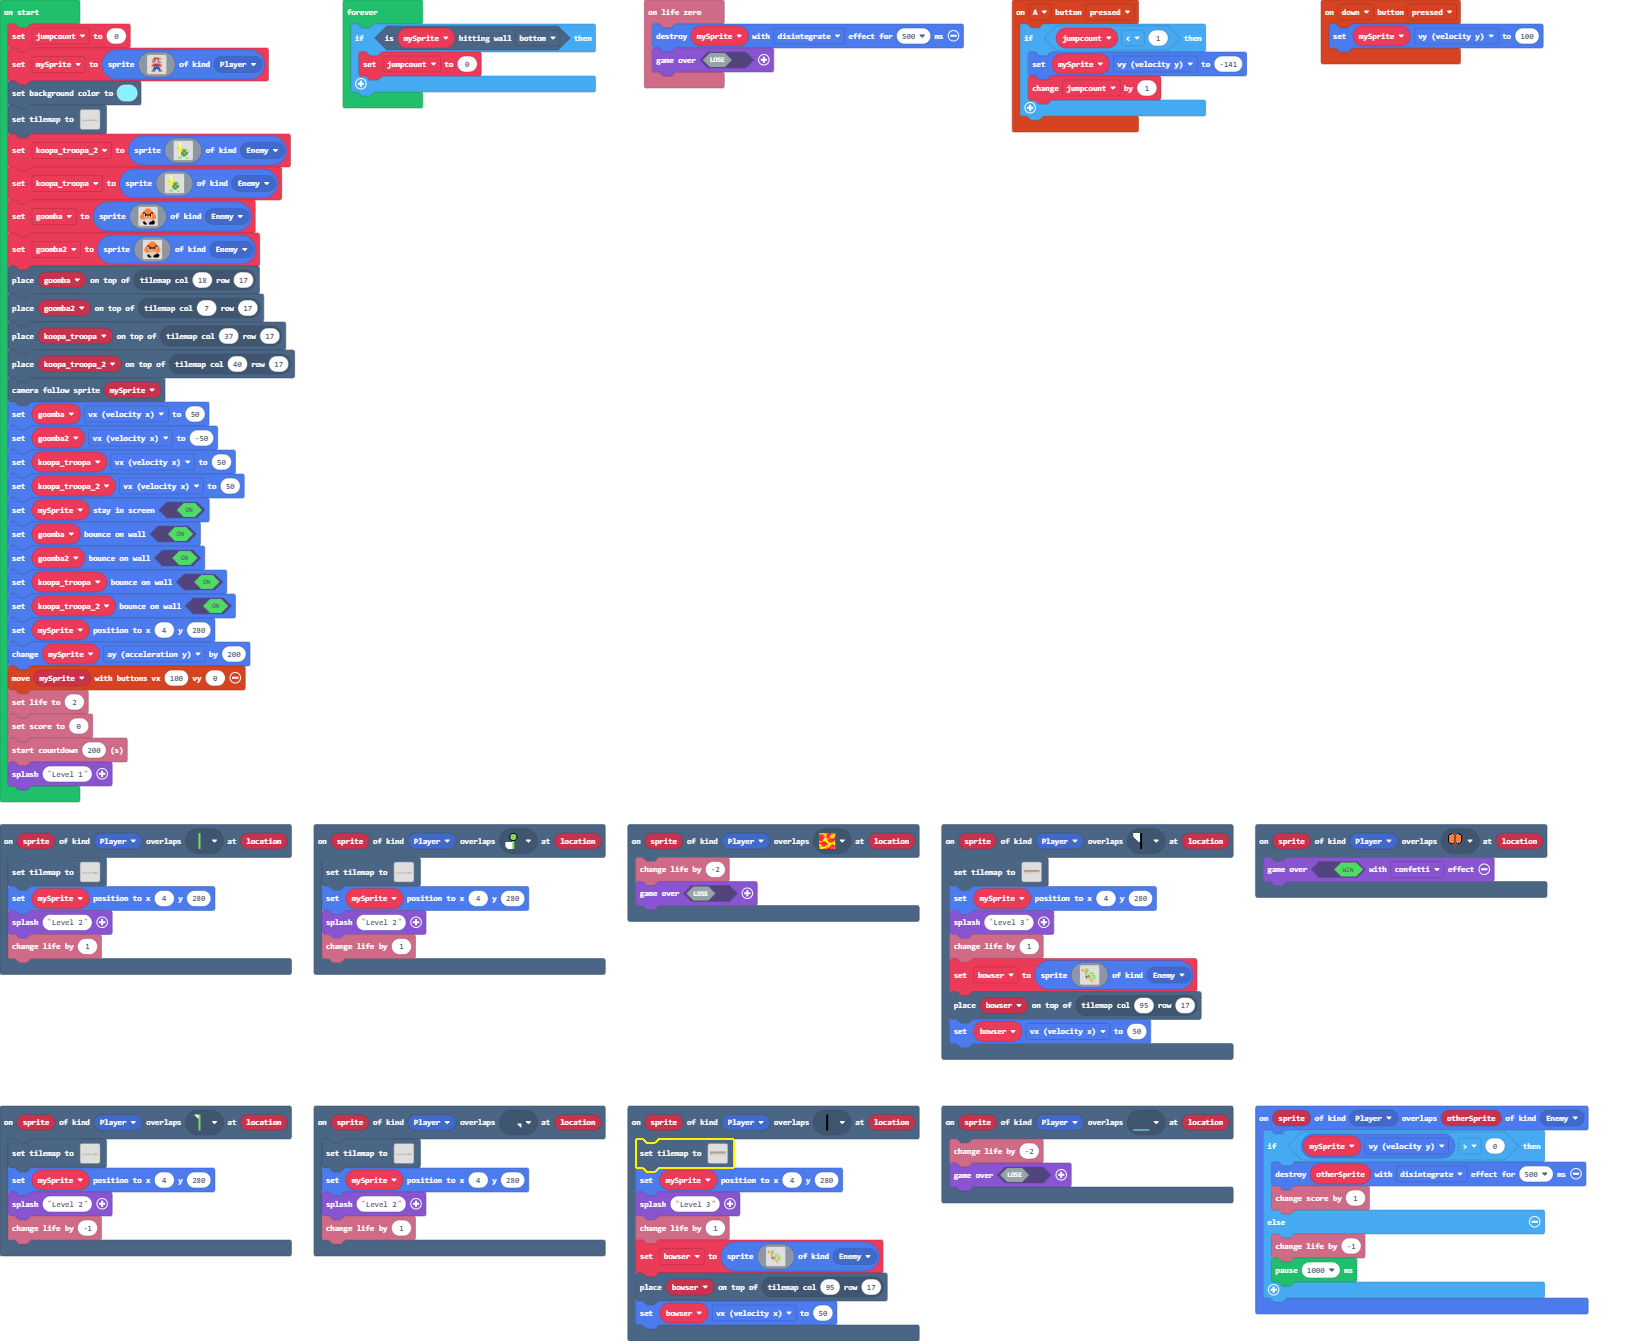 on start
set jumpcount to 0
set mySprite to sprite of kind Player
set background color to
set tilemap to
set koopa_troopa_2 to sprite of kind Enemy
set koopa_troopa to sprite of kind Enemy
set goomba to sprite of kind Enemy
set goomba2 to sprite of kind Enemy
place goomba on top of tilemap col 18 row 17
place goomba2 on top of tilemap col 7 row 17
place koopa_troopa on top of tilemap col 37 row 17
place koopa_troopa_2 on top of tilemap col 40 row 17
camera follow sprite mySprite
set goomba vx (velocity x) to 50
set goomba2 vx (velocity x) to -50
set koopa_troopa vx (velocity x) to 50
set koopa_troopa_2 vx (velocity x) to 50
set mySprite stay in screen ON
set goomba bounce on wall ON
set goomba2 bounce on wall ON
set koopa_troopa bounce on wall ON
set koopa_troopa_2 bounce on wall ON
set mySprite position to x 4 y 280
change mySprite ay (acceleration y) by 200
move mySprite with buttons vx 100 vy 0
set life to 2
set score to 0
start countdown 200 (s)
splash "Level 1"
forever
if is mySprite hitting wall bottom then
set jumpcount to 0
on life zero
destroy mySprite with disintegrate effect for 500 ms
game over LOSE
on A button pressed
if jumpcount < 1 then
set mySprite vy (velocity y) to -141
change jumpcount by 1
on down button pressed
set mySprite vy (velocity y) to 100
on sprite of kind Player overlaps at location
set tilemap to
set mySprite position to x 4 y 280
splash "Level 2"
change life by 1
on sprite of kind Player overlaps at location
set tilemap to
set mySprite position to x 4 y 280
splash "Level 2"
change life by 1
on sprite of kind Player overlaps at location
change life by -2
game over LOSE
on sprite of kind Player overlaps at location
set tilemap to
set mySprite position to x 4 y 280
splash "Level 3"
change life by 1
set bowser to sprite of kind Enemy
place bowser on top of tilemap col 95 row 17
set bowser vx (velocity x) to 50
on sprite of kind Player overlaps at location
game over WIN with confetti effect
on sprite of kind Player overlaps at location
set tilemap to
set mySprite position to x 4 y 280
splash "Level 2"
change life by -1
on sprite of kind Player overlaps at location
set tilemap to
set mySprite position to x 4 y 280
splash "Level 2"
change life by 1
on sprite of kind Player overlaps at location
set tilemap to
set mySprite position to x 4 y 280
splash "Level 3"
change life by 1
set bowser to sprite of kind Enemy
place bowser on top of tilemap col 95 row 17
set bowser vx (velocity x) to 50
on sprite of kind Player overlaps at location
change life by -2
game over LOSE
on sprite of kind Player overlaps otherSprite of kind Enemy
if mySprite vy (velocity y) > 0 then
destroy otherSprite with disintegrate effect for 500 ms
change score by 1
else
change life by -1
pause 1000 ms